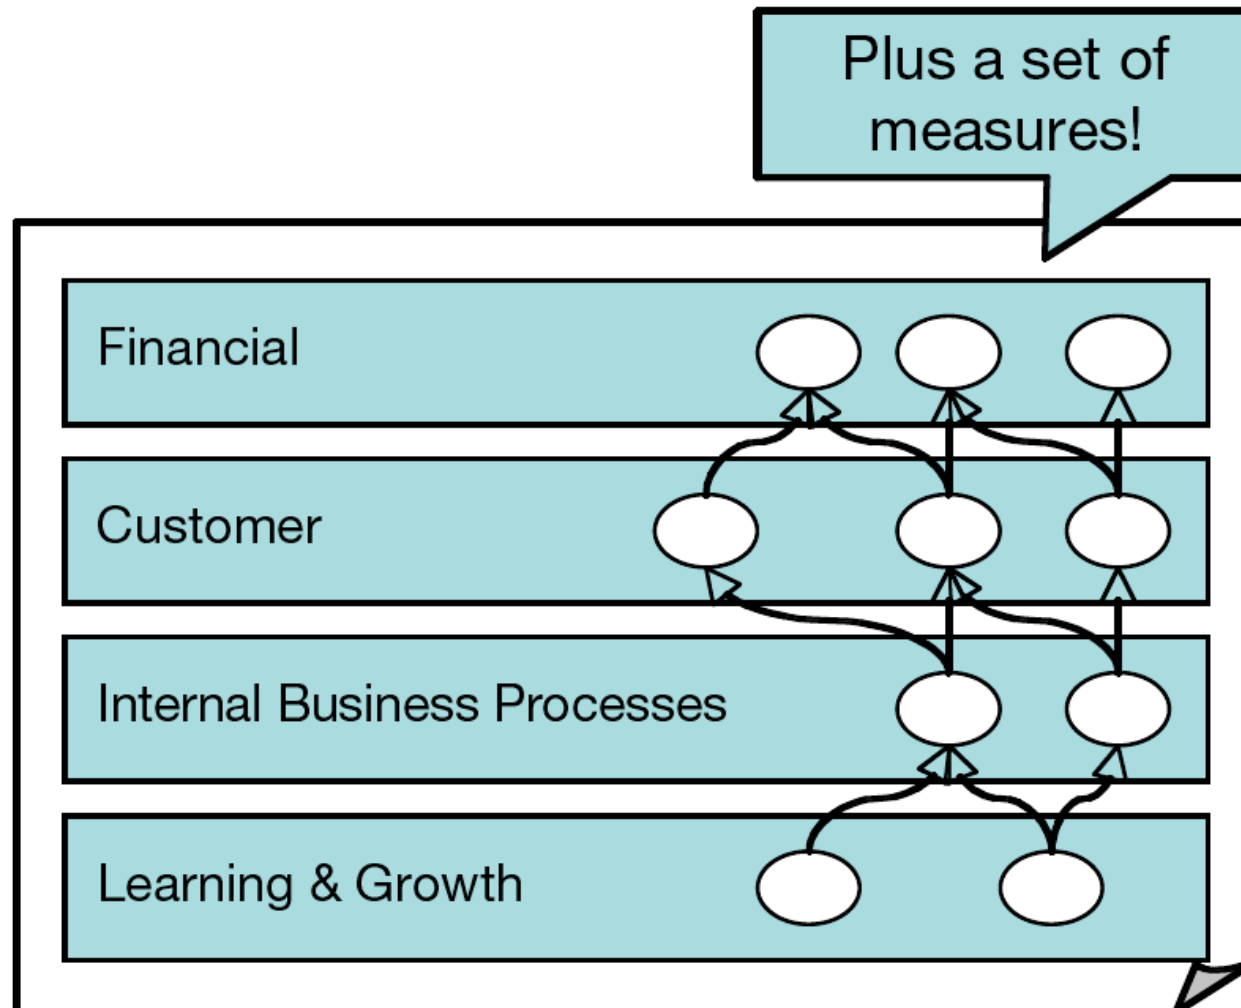 Plus a set of
measures!
Financial
Customer
Internal Business Processes
Learning & Growth